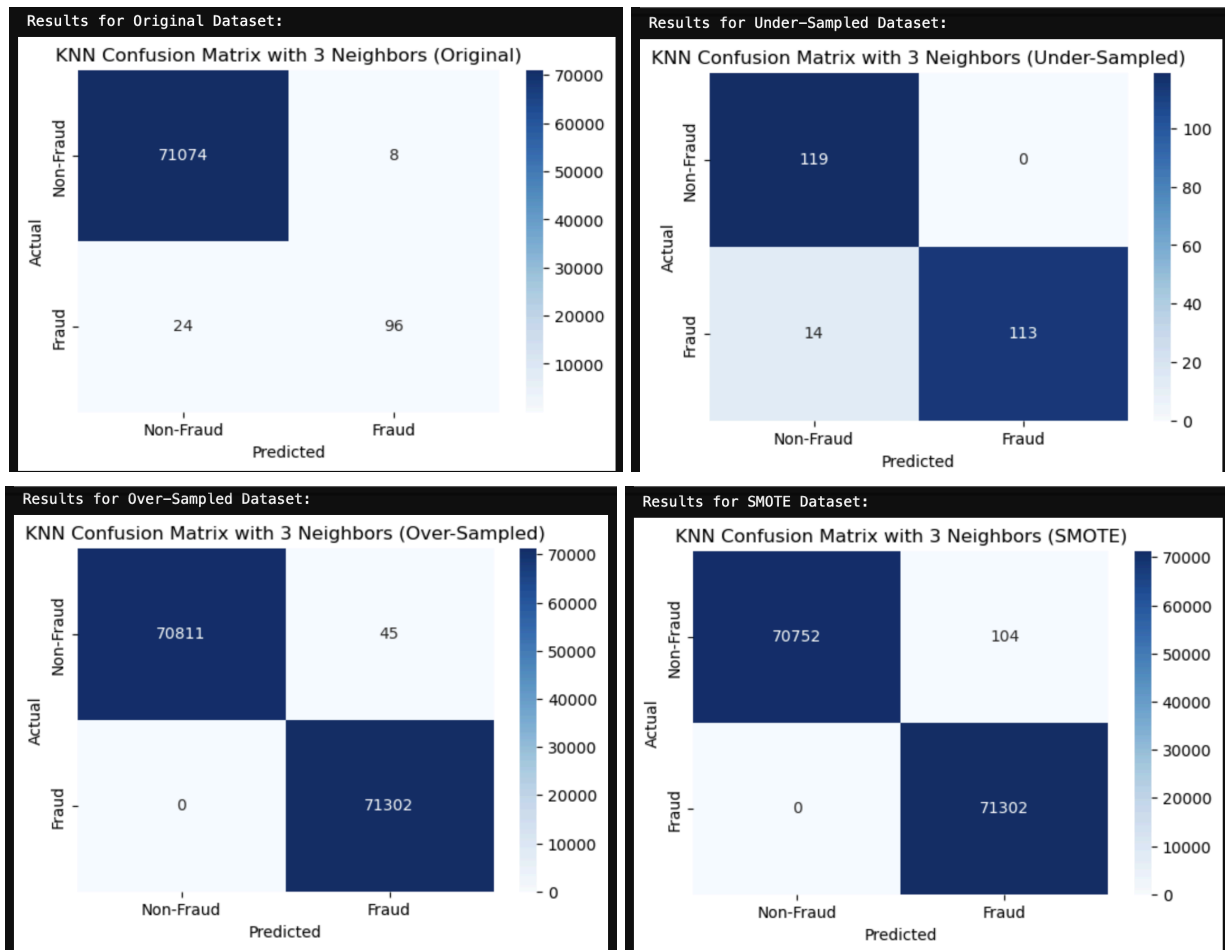 Results for Original Dataset:
KNN Confusion Matrix with 3 Neighbors (Original)
70000
60000
50000
40000
30000
20000
10000
Actual
Non-Fraud
Fraud
71074
8
24
96
Non-Fraud
Fraud
Predicted
Results for Under-Sampled Dataset:
KNN Confusion Matrix with 3 Neighbors (Under-Sampled)
100
80
60
40
20
0
Actual
Non-Fraud
Fraud
119
0
14
113
Non-Fraud
Fraud
Predicted
Results for Over-Sampled Dataset:
KNN Confusion Matrix with 3 Neighbors (Over-Sampled)
70000
60000
50000
40000
30000
20000
10000
0
Actual
Non-Fraud
Fraud
70811
45
0
71302
Non-Fraud
Fraud
Predicted
Results for SMOTE Dataset:
KNN Confusion Matrix with 3 Neighbors (SMOTE)
70000
60000
50000
40000
30000
20000
10000
0
Actual
Non-Fraud
Fraud
70752
104
0
71302
Non-Fraud
Fraud
Predicted